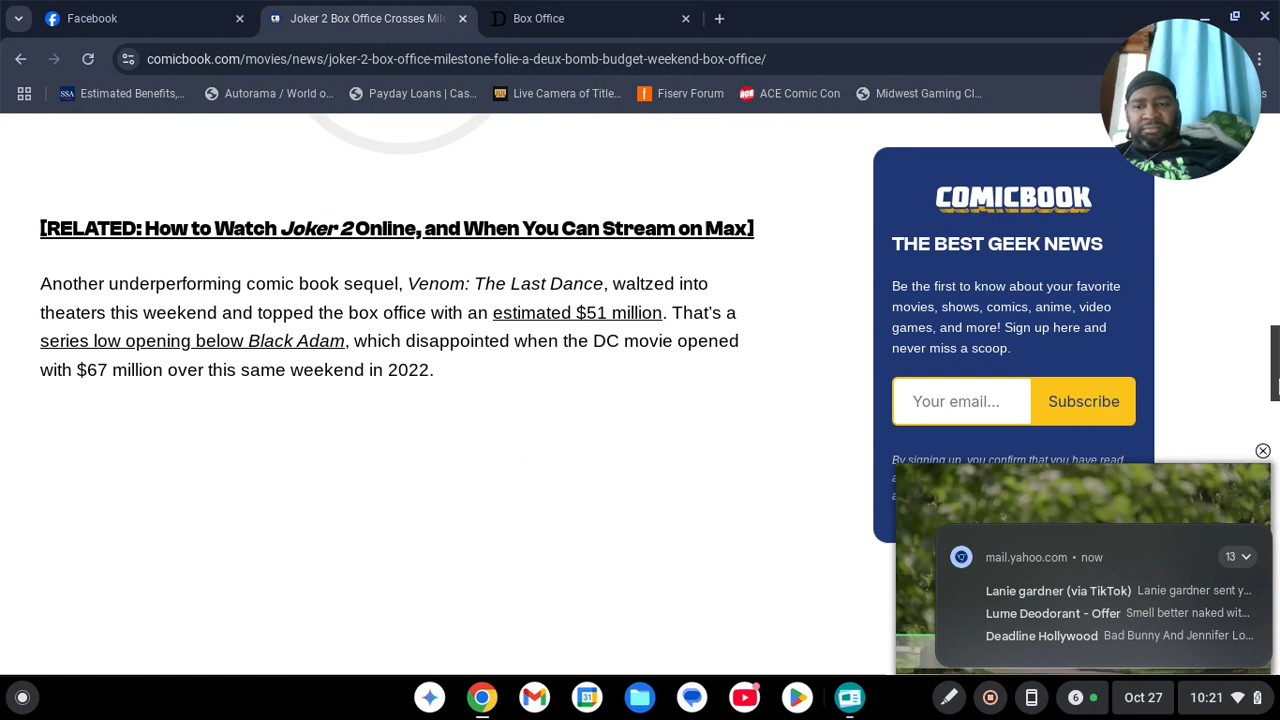 Facebook
Joker 2 Box Office Crosses Mile
Box Office
comicbook.com/movies/news/joker-2-box-office-milestone-folie-a-deux-bomb-budget-weekend-box-office/
SSA Estimated Benefits,...
Autorama / World o...
Payday Loans | Cas...
Live Camera of Title...
Fiserv Forum
ACE ACE Comic Con
Midwest Gaming Cl...
[RELATED: How to Watch Joker 2 Online, and When You Can Stream on Max]
Another underperforming comic book sequel, Venom: The Last Dance, waltzed into
theaters this weekend and topped the box office with an estimated $51 million. That's a
series low opening below Black Adam, which disappointed when the DC movie opened
with $67 million over this same weekend in 2022.
COMICBOOK
THE BEST GEEK NEWS
Be the first to know about your favorite
movies, shows, comics, anime, video
games, and more! Sign up here and
never miss a scoop.
Your email...
Subscribe
By signing up, you confirm that you have read
mail.yahoo.com • now
13
Lanie gardner (via TikTok) Lanie gardner sent y...
Lume Deodorant - Offer Smell better naked wit...
Deadline Hollywood Bad Bunny And Jennifer Lo...
31
6
Oct 27
10:21